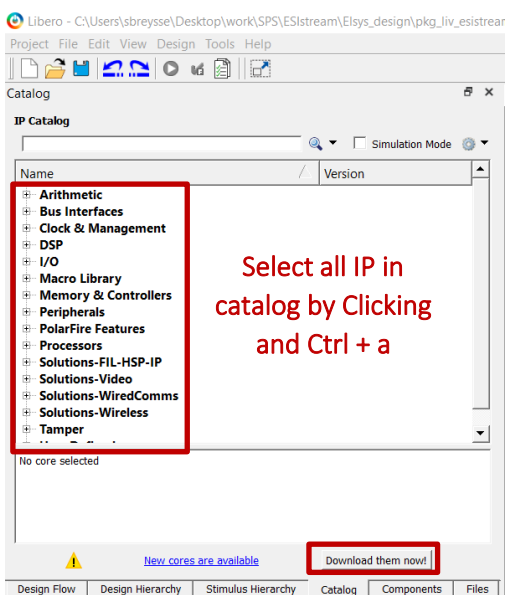 Libero - C:\Users\sbreysse\Desktop\work\SPS\ESIstream\Elsys_design\pkg_liv_esistream
Project File Edit View Design Tools Help
Catalog
IP Catalog
Simulation Mode
Name Version
Arithmetic
Bus Interfaces
Clock & Management
DSP
I/O
Macro Library
Memory & Controllers
Peripherals
PolarFire Features
Processors
Solutions-FIL-HSP-IP
Solutions-Video
Solutions-WiredComms
Solutions-Wireless
Tamper
Select all IP in
catalog by Clicking
and Ctrl + a
No core selected
New cores are available Download them now!
Design Flow Design Hierarchy Stimulus Hierarchy Catalog Components Files